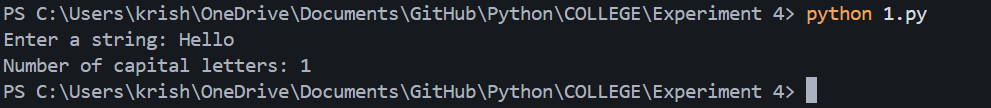 PS C:\Users\krish\OneDrive\Documents\GitHub\Python\COLLEGE\Experiment 4> python 1.py
Enter a string: Hello
Number of capital letters: 1
PS C:\Users\krish\OneDrive\Documents\GitHub\Python\COLLEGE\Experiment 4>